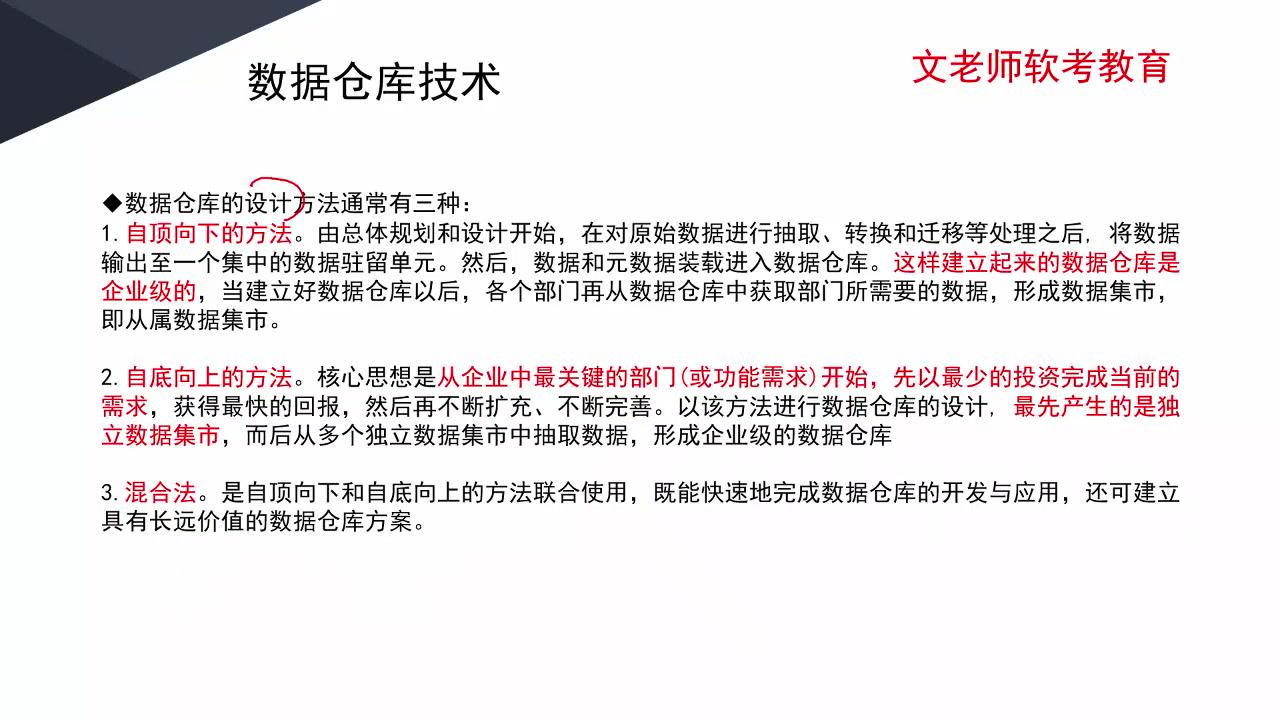 数据仓库技术
文老师软考教育
◆数据仓库的设计方法通常有三种：
1.自顶向下的方法。由总体规划和设计开始，在对原始数据进行抽取、转换和迁移等处理之后, 将数据
输出至一个集中的数据驻留单元。然后，数据和元数据装载进入数据仓库。这样建立起来的数据仓库是
企业级的，当建立好数据仓库以后，各个部门再从数据仓库中获取部门所需要的数据，形成数据集市，
即从属数据集市。
2.自底向上的方法。核心思想是从企业中最关键的部门(或功能需求)开始，先以最少的投资完成当前的
需求，获得最快的回报，然后再不断扩充、不断完善。以该方法进行数据仓库的设计, 最先产生的是独
立数据集市，而后从多个独立数据集市中抽取数据，形成企业级的数据仓库
3.混合法。是自顶向下和自底向上的方法联合使用，既能快速地完成数据仓库的开发与应用，还可建立
具有长远价值的数据仓库方案。